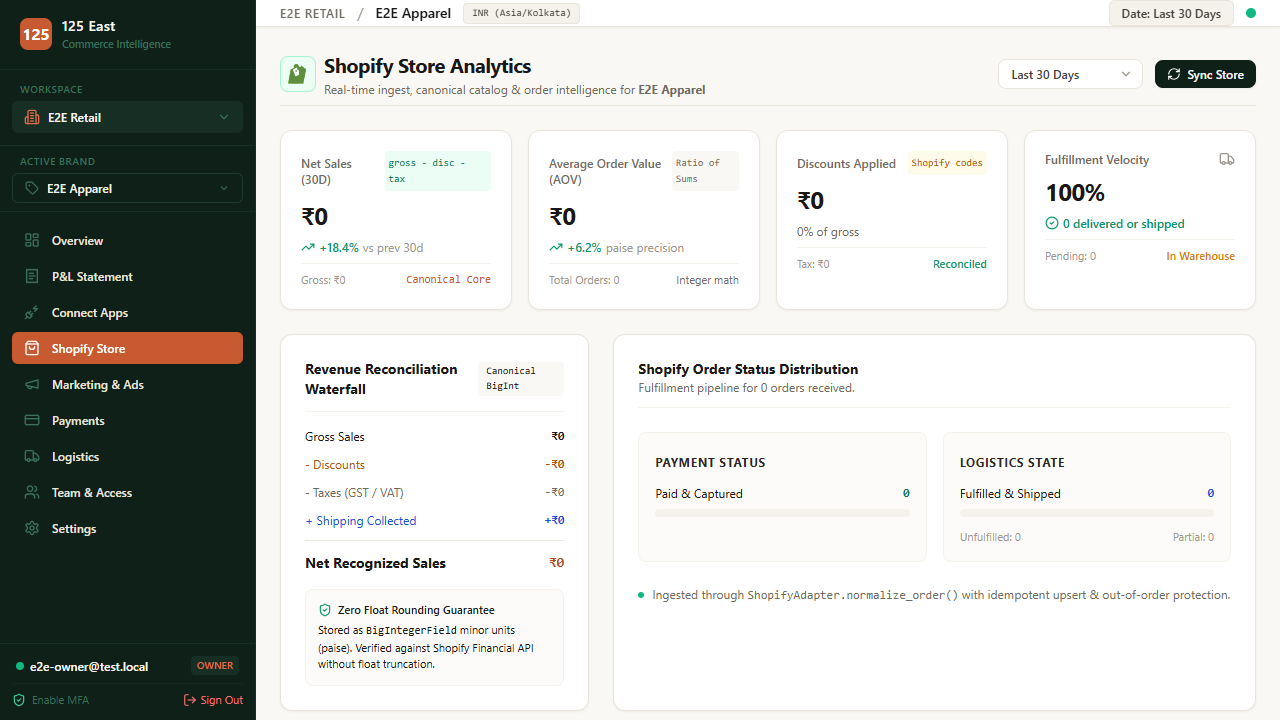 125
125 East
Commerce Intelligence
WORKSPACE
E2E Retail
ACTIVE BRAND
E2E Apparel
Overview
P&L Statement
Connect Apps
Shopify Store
Marketing & Ads
Payments
Logistics
Team & Access
Settings
e2e-owner@test.local
OWNER
Enable MFA
Sign Out
E2E RETAIL / E2E Apparel INR (Asia/Kolkata)
Date: Last 30 Days
Shopify Store Analytics
Real-time ingest, canonical catalog & order intelligence for E2E Apparel
Last 30 Days
Sync Store
Net Sales
(30D)
gross - disc -
tax
₹0
+18.4% vs prev 30d
Gross: ₹0 Canonical Core
Average Order Value
(AOV)
Ratio of
Sums
₹0
+6.2% paise precision
Total Orders: 0 Integer math
Discounts Applied Shopify codes
₹0
0% of gross
Tax: ₹0 Reconciled
Fulfillment Velocity
100%
0 delivered or shipped
Pending: 0 In Warehouse
Revenue Reconciliation
Waterfall
Canonical
BigInt
Gross Sales ₹0
- Discounts -₹0
- Taxes (GST / VAT) -₹0
+ Shipping Collected +₹0
Net Recognized Sales ₹0
Zero Float Rounding Guarantee
Stored as BigIntegerField minor units
(paise). Verified against Shopify Financial API
without float truncation.
Shopify Order Status Distribution
Fulfillment pipeline for 0 orders received.
PAYMENT STATUS
Paid & Captured 0
LOGISTICS STATE
Fulfilled & Shipped 0
Unfulfilled: 0 Partial: 0
Ingested through ShopifyAdapter.normalize_order() with idempotent upsert & out-of-order protection.